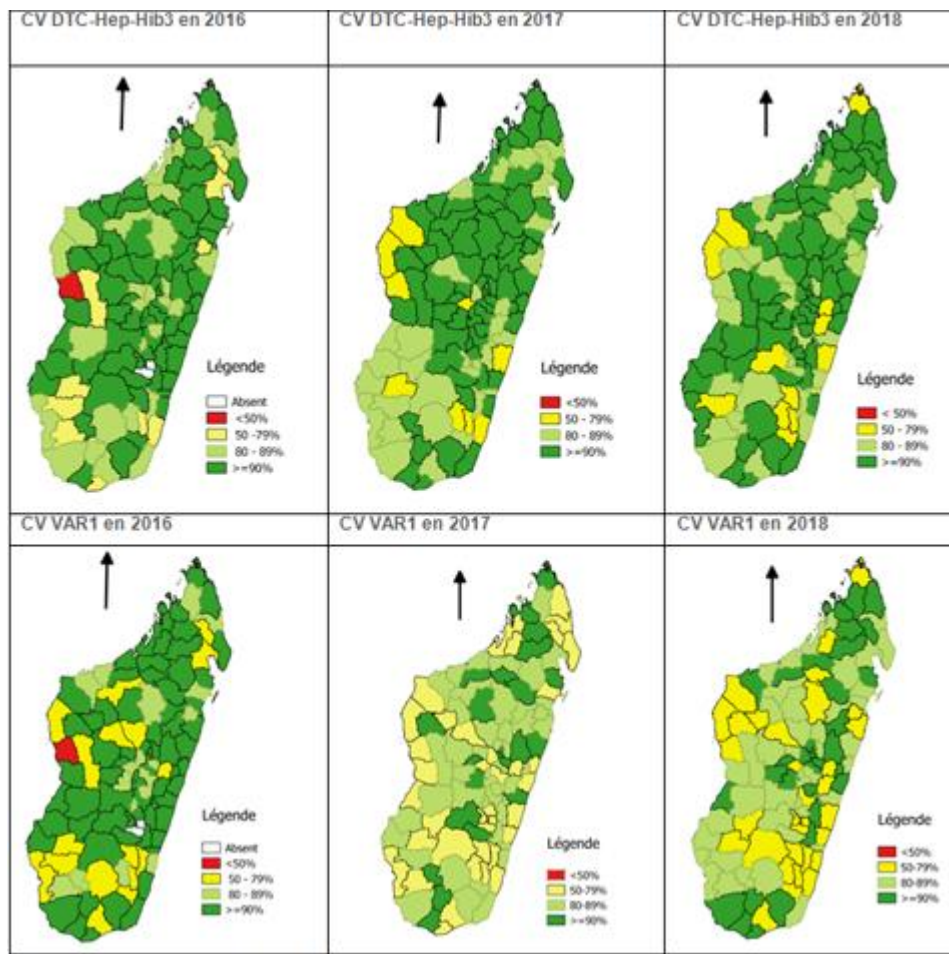 CV DTC-Hep-Hib3 en 2016
CV DTC-Hep-Hib3 en 2017
CV DTC-Hep-Hib3 en 2018
Légende
Absent
<50%
50 -79%
80 - 89%
>=90%
Légende
<50%
50 - 79%
80 - 89%
>=90%
Légende
< 50%
50 - 79%
80 - 89%
>=90%
CV VAR1 en 2016
CV VAR1 en 2017
CV VAR1 en 2018
Légende
Absent
<50%
50 - 79%
80 - 89%
>=90%
Légende
<50%
50-79%
80-89%
>=90%
Légende
<50%
50-79%
80-89%
>=90%